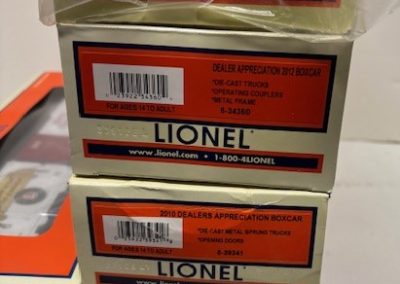 DEALER APPRECIATION 2012 BOXCAR
*DIE-CAST TRUCKS
*OPERATING COUPLERS
*METAL FRAME
FOR AGES 14 TO ADULT
6-34360
LIONEL
www.lionel.com • 1-800-4LIONEL
2010 DEALERS APPRECIATION BOXCAR
*DIE CAST METAL SPRUNG TRUCKS
*OPENING DOORS
FOR AGES 14 TO ADULT
6-39341
LIONEL